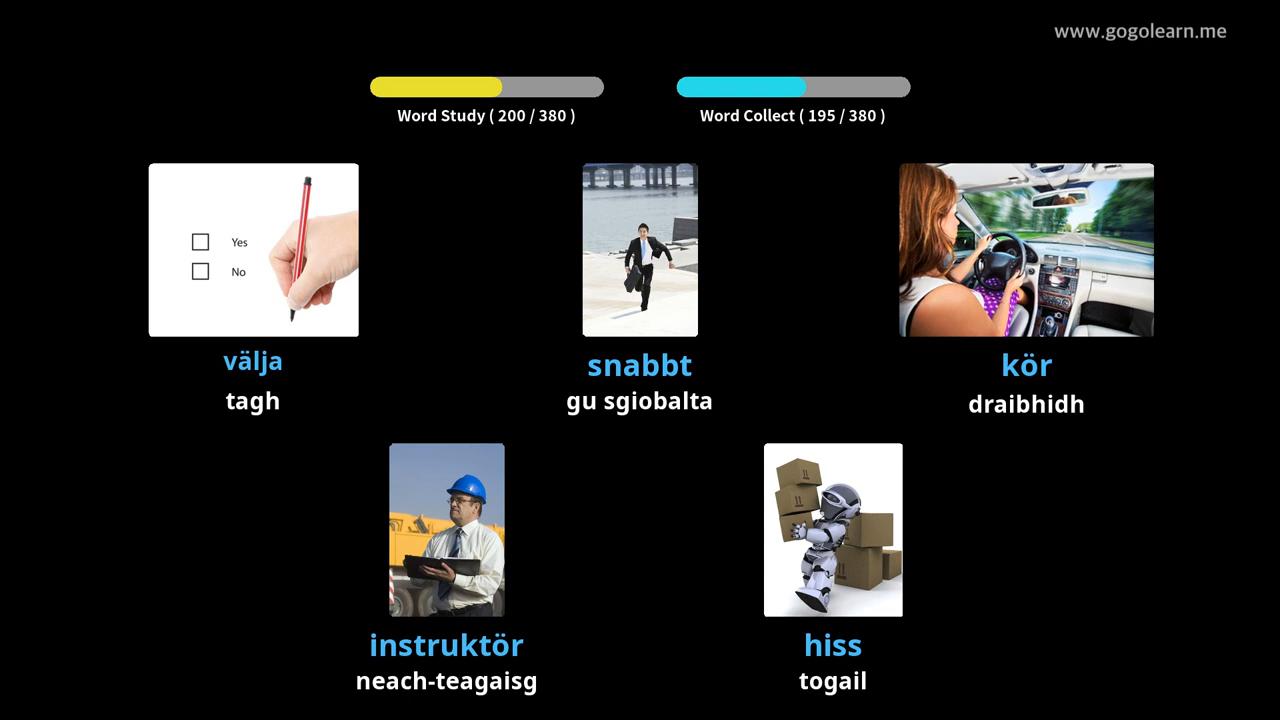 www.gogolearn.me
Word Study ( 200 / 380 )
Word Collect ( 195 / 380 )
Yes
No
välja
tagh
snabbt
gu sgiobalta
kör
draibhidh
instruktör
neach-teagaisg
hiss
togail